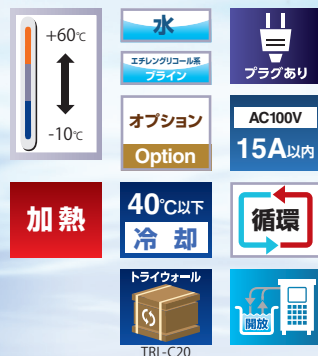 +60℃
-10℃
水
エチレングリコール系
ブライン
プラグあり
オプション
Option
AC100V
15A以内
加熱
40℃以下
冷却
循環
トライウォール
TRI-C20
開放